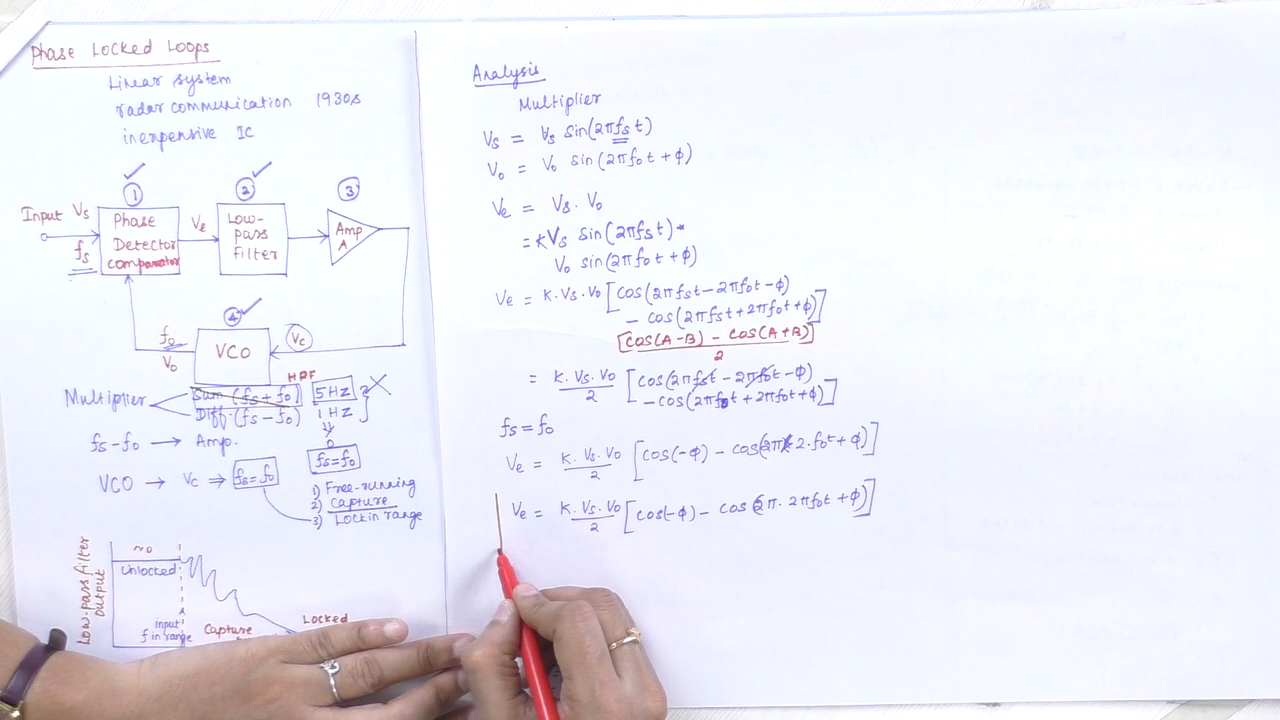 Phase Locked Loops
Linear system
radar communication 1930s
inexpensive IC
1
2
3
Input Vs
fs
Phase
Detector
comparator
Ve
Low-
pass
filter
Amp
A
4
fo
Vo
VCO
Vc
HPF
Multiplier
Sum (fs + fo)
5HZ
Diff. (fs - fo)
1 HZ
0
fs - fo → Amp.
fs = fo
VCO → Vc ⇒ fs = fo
1) Free-running
2) Capture
3) Lock in range
Low-pass filter
output
~0
Unlocked
input
f in range
Capture
Locked
Analysis
Multiplier
Vs = Vs sin(2πfs t)
Vo = Vo sin(2πfot + φ)
Ve = Vs. Vo
= KVs sin(2πfst) *
Vo sin(2πfot + φ)
Ve = K. Vs. Vo [cos(2πfst - 2πfot - φ)
- cos(2πfst + 2πfot + φ)]
[cos(A-B) - cos(A+B)]
2
= K. Vs. Vo/2 [cos(2πfst - 2πfot - φ)
- cos(2πfot + 2πfot + φ)]
fs = fo
Ve = K. Vs. Vo/2 [cos(-φ) - cos(2π 2. fot + φ)]
Ve = K. Vs. Vo/2 [cos(-φ) - cos(2π. 2πfot + φ)]